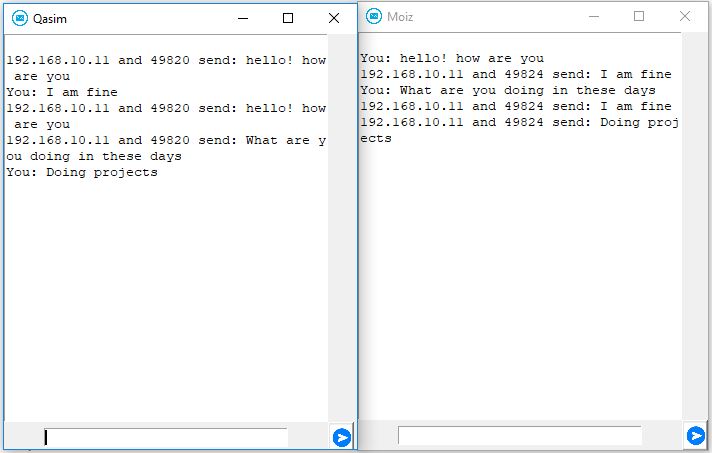 Qasim
192.168.10.11 and 49820 send: hello! how
are you
You: I am fine
192.168.10.11 and 49820 send: hello! how
are you
192.168.10.11 and 49820 send: What are y
ou doing in these days
You: Doing projects
Moiz
You: hello! how are you
192.168.10.11 and 49824 send: I am fine
You: What are you doing in these days
192.168.10.11 and 49824 send: I am fine
192.168.10.11 and 49824 send: Doing proj
ects